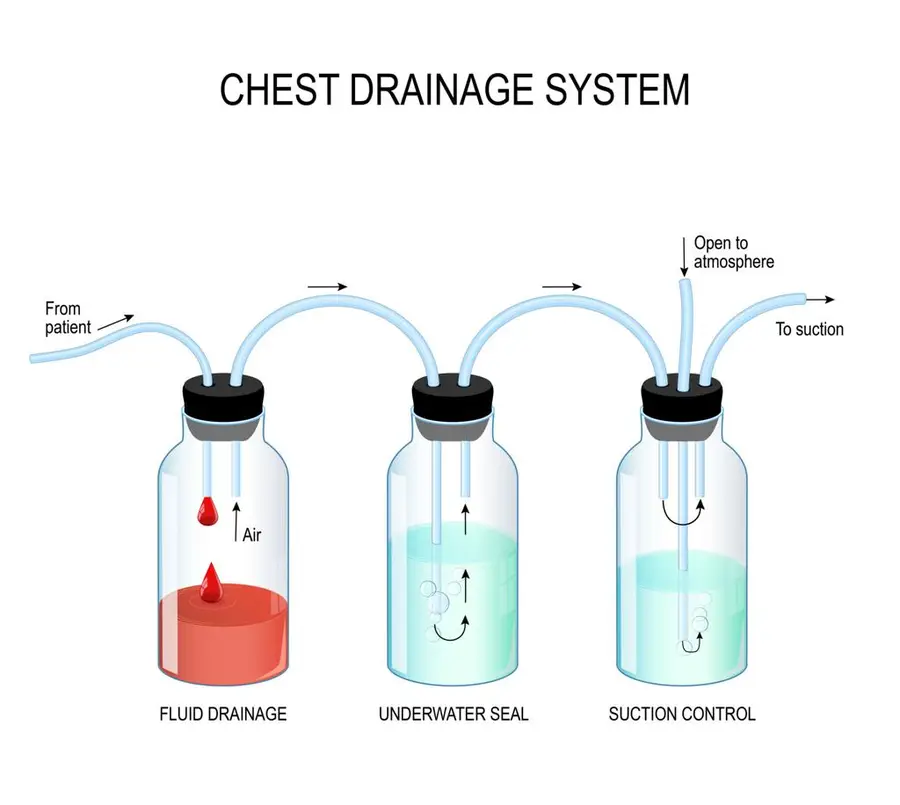 CHEST DRAINAGE SYSTEM
Open to
atmosphere
From
patient
To suction
Air
FLUID DRAINAGE
UNDERWATER SEAL
SUCTION CONTROL